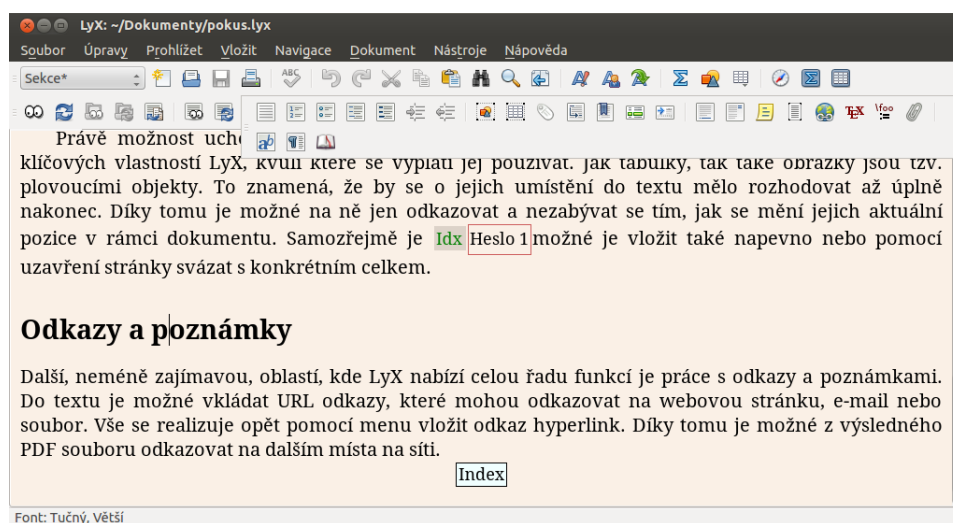 LyX: ~/Dokumenty/pokus.lyx
Soubor Úpravy Prohlížet Vložit Navigace Dokument Nástroje Nápověda
Sekce*
Právě možnost ucho
klíčových vlastností LyX, kvůli které se vyplatí jej používat. Jak tabulky, tak také obrázky jsou tzv.
plovoucími objekty. To znamená, že by se o jejich umístění do textu mělo rozhodovat až úplně
nakonec. Díky tomu je možné na ně jen odkazovat a nezabývat se tím, jak se mění jejich aktuální
pozice v rámci dokumentu. Samozřejmě je Idx Heslo 1 možné je vložit také napevno nebo pomocí
uzavření stránky svázat s konkrétním celkem.
Odkazy a poznámky
Další, neméně zajímavou, oblastí, kde LyX nabízí celou řadu funkcí je práce s odkazy a poznámkami.
Do textu je možné vkládat URL odkazy, které mohou odkazovat na webovou stránku, e-mail nebo
soubor. Vše se realizuje opět pomocí menu vložit odkaz hyperlink. Díky tomu je možné z výsledného
PDF souboru odkazovat na dalším místa na síti.
Index
Font: Tučný, Větší